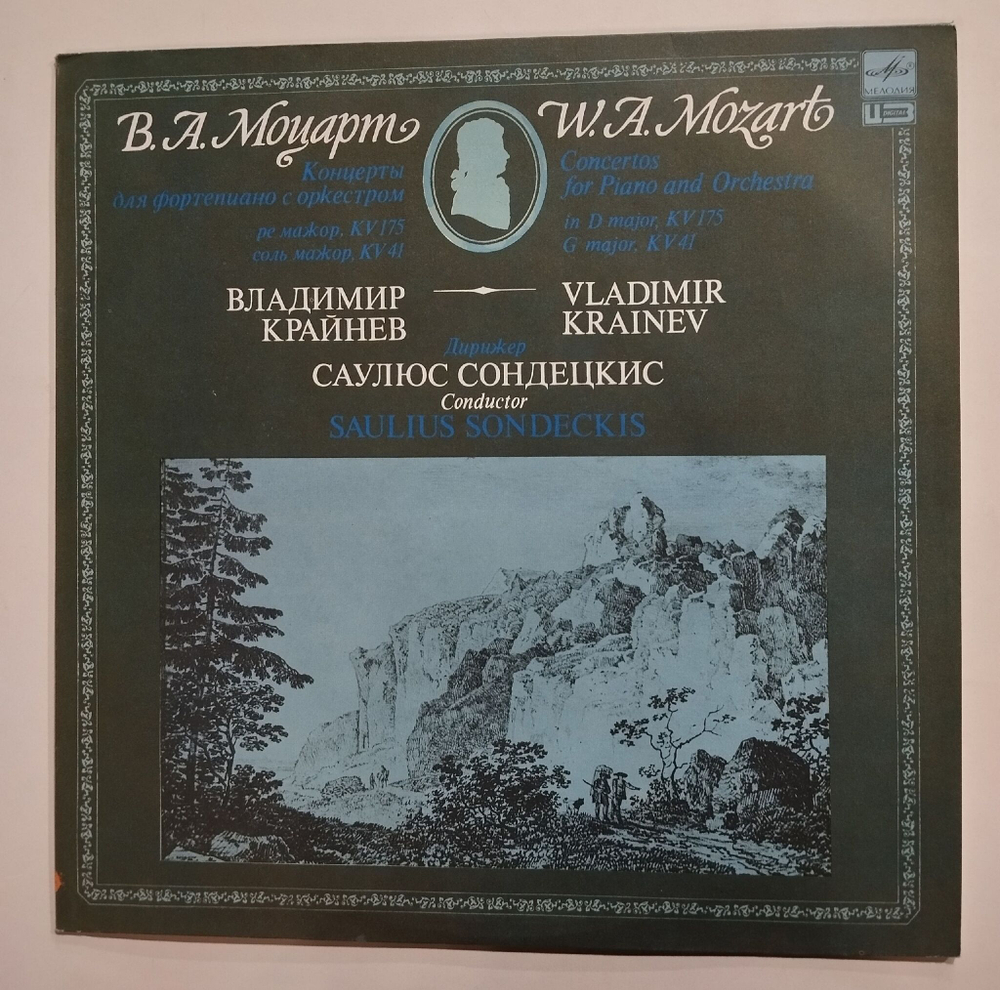 В. А. Моцарт
Концерты
для фортепиано с оркестром
ре мажор, KV 175
соль мажор, KV 41
W. A. Mozart
Concertos
for Piano and Orchestra
in D major, KV 175
G major, KV 41
МЕЛОДИЯ
DIGITAL
ВЛАДИМИР
КРАЙНЕВ
VLADIMIR
KRAINEV
Дирижер
САУЛЮС СОНДЕЦКИС
Conductor
SAULIUS SONDECKIS